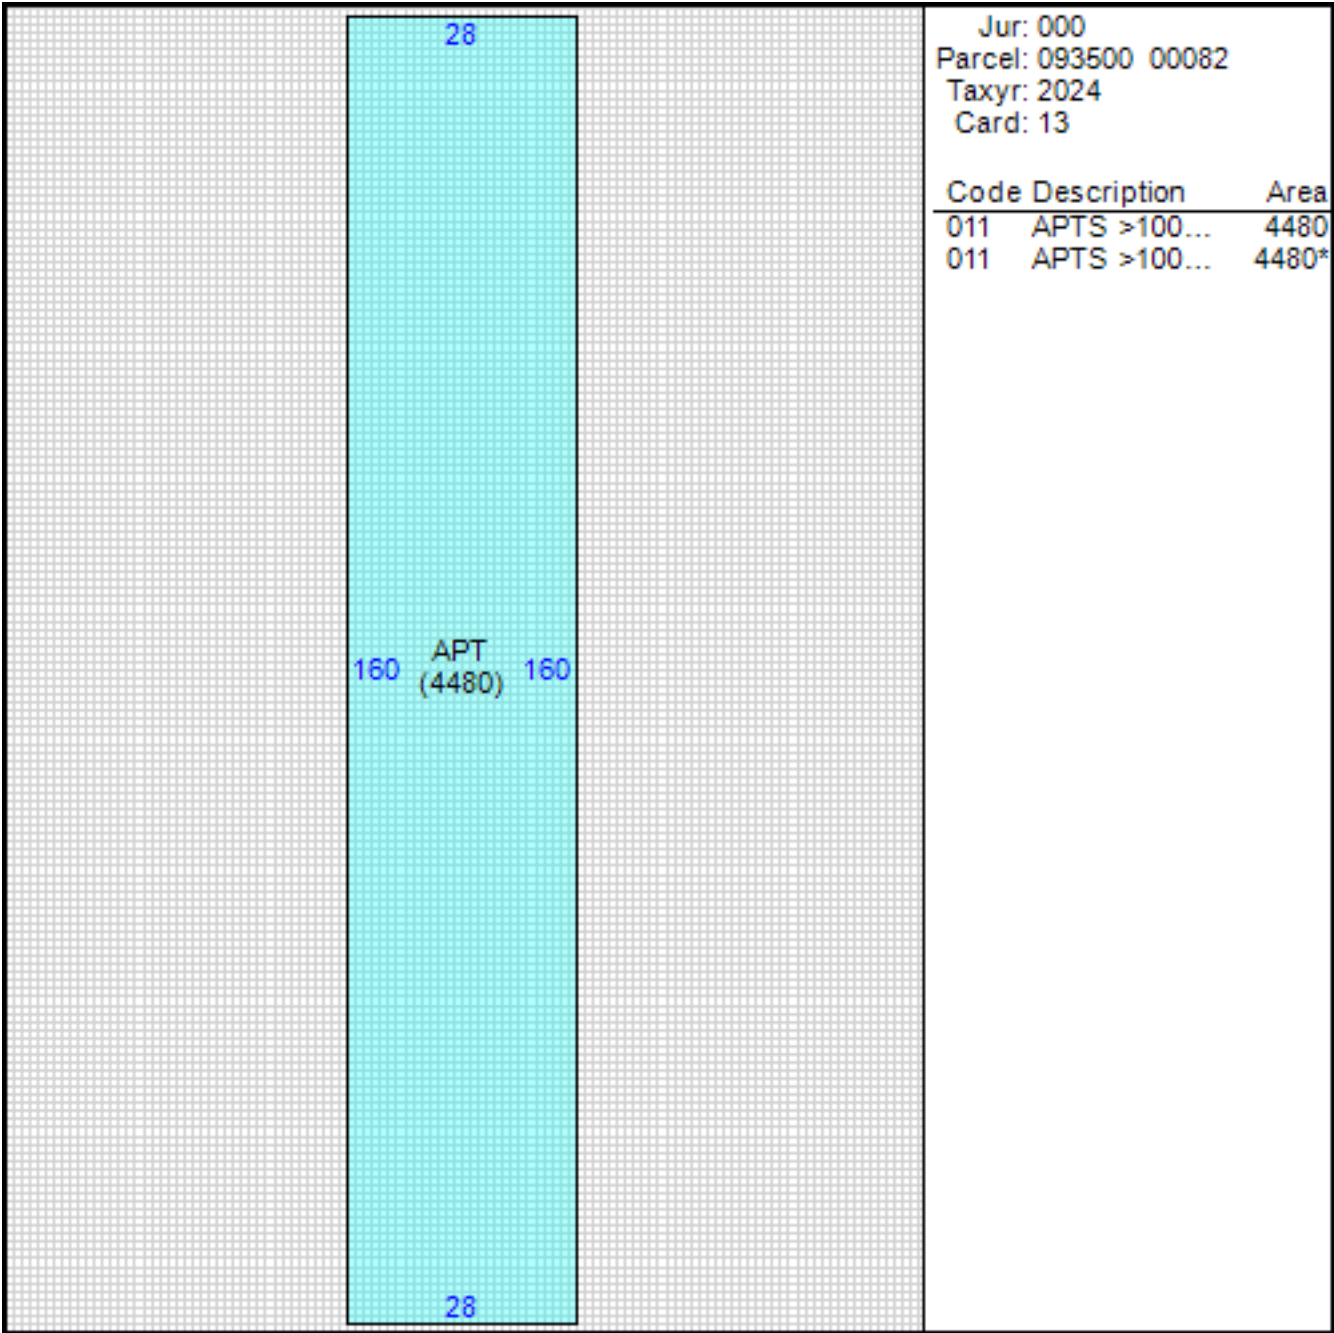 28
160 APT 160
(4480)
28
Jur: 000
Parcel: 093500 00082
Taxyr: 2024
Card: 13
Code Description Area
011 APTS >100... 4480
011 APTS >100... 4480*